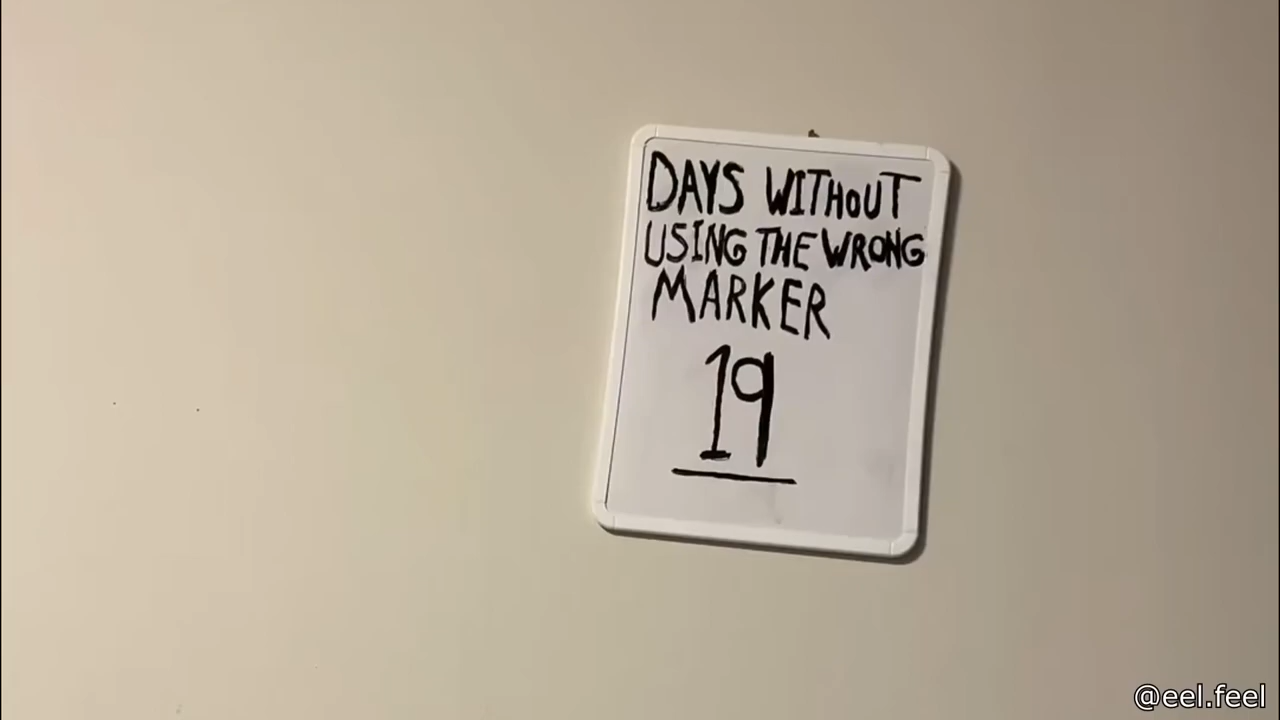 DAYS WITHOUT
USING THE WRONG
MARKER
19
@eel.feel